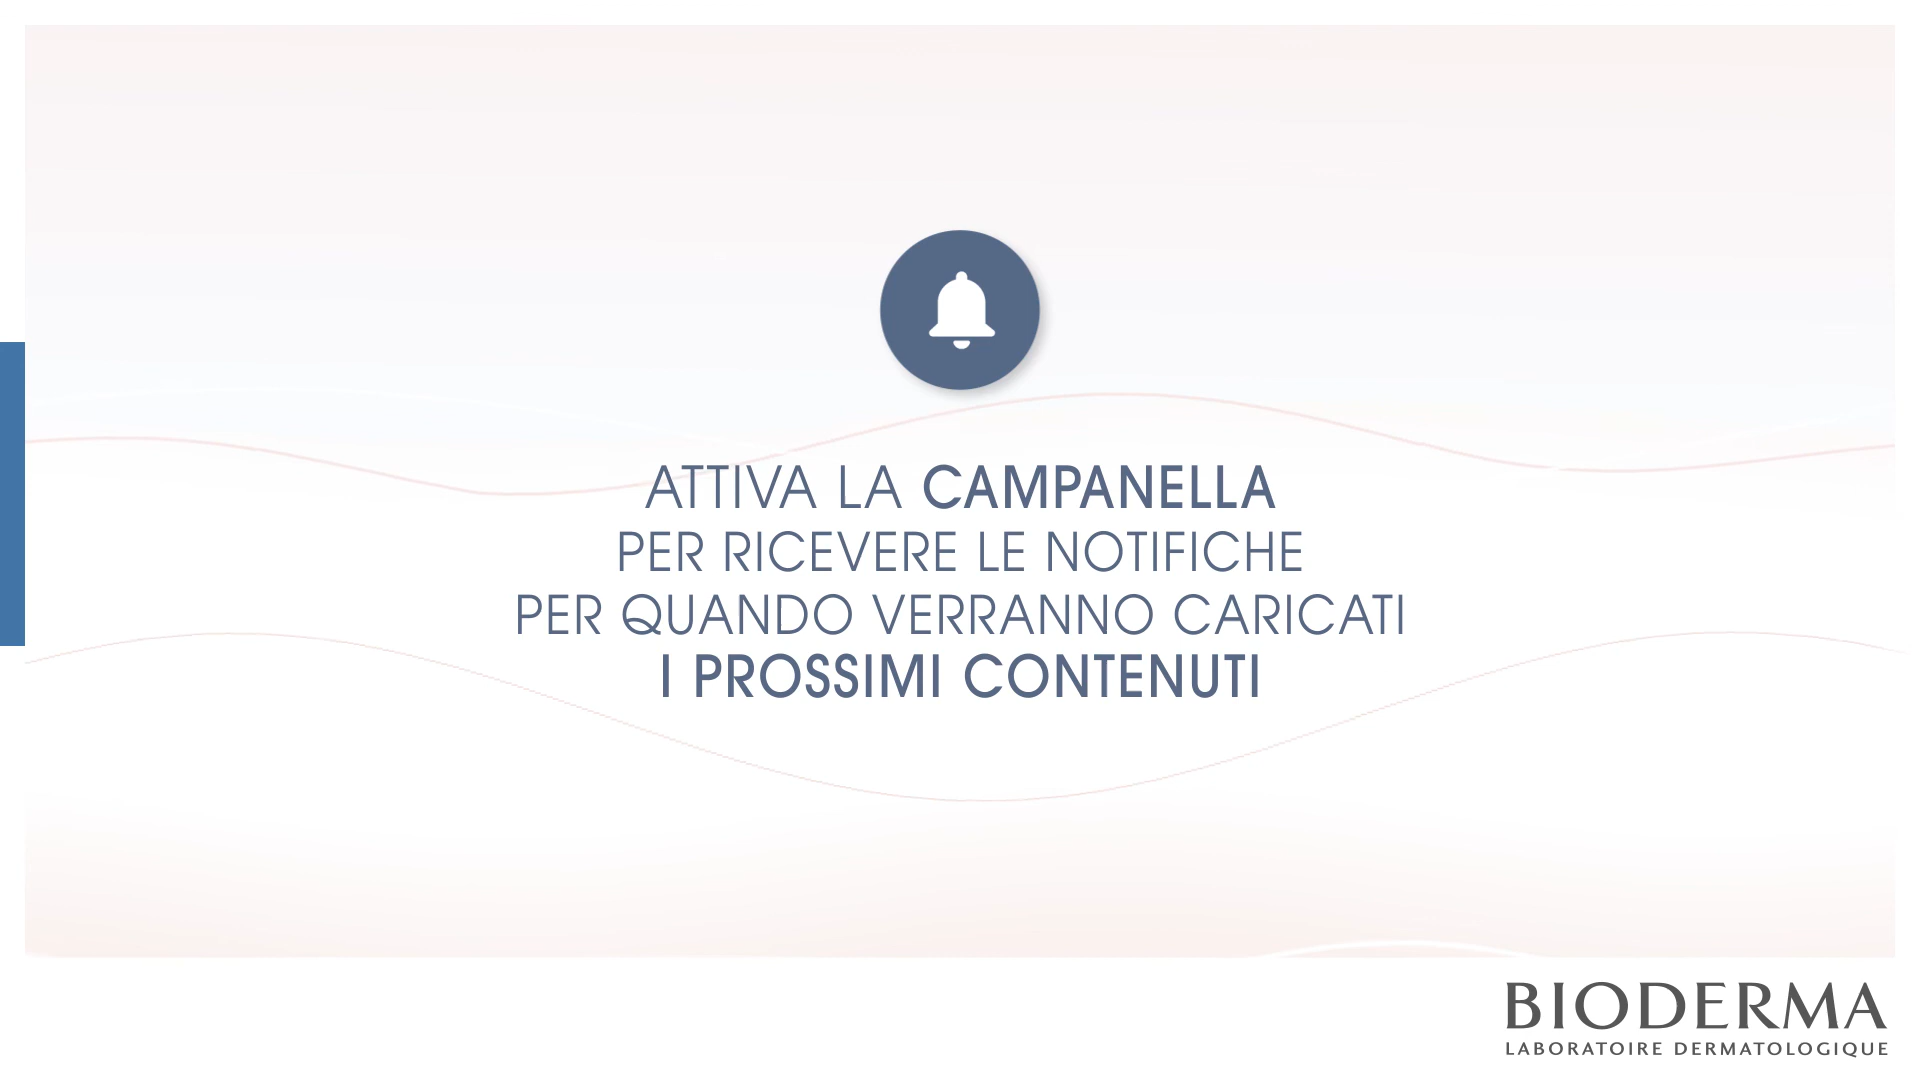 ATTIVA LA CAMPANELLA
PER RICEVERE LE NOTIFICHE
PER QUANDO VERRANNO CARICATI
I PROSSIMI CONTENUTI
BIODERMA
LABORATOIRE DERMATOLOGIQUE